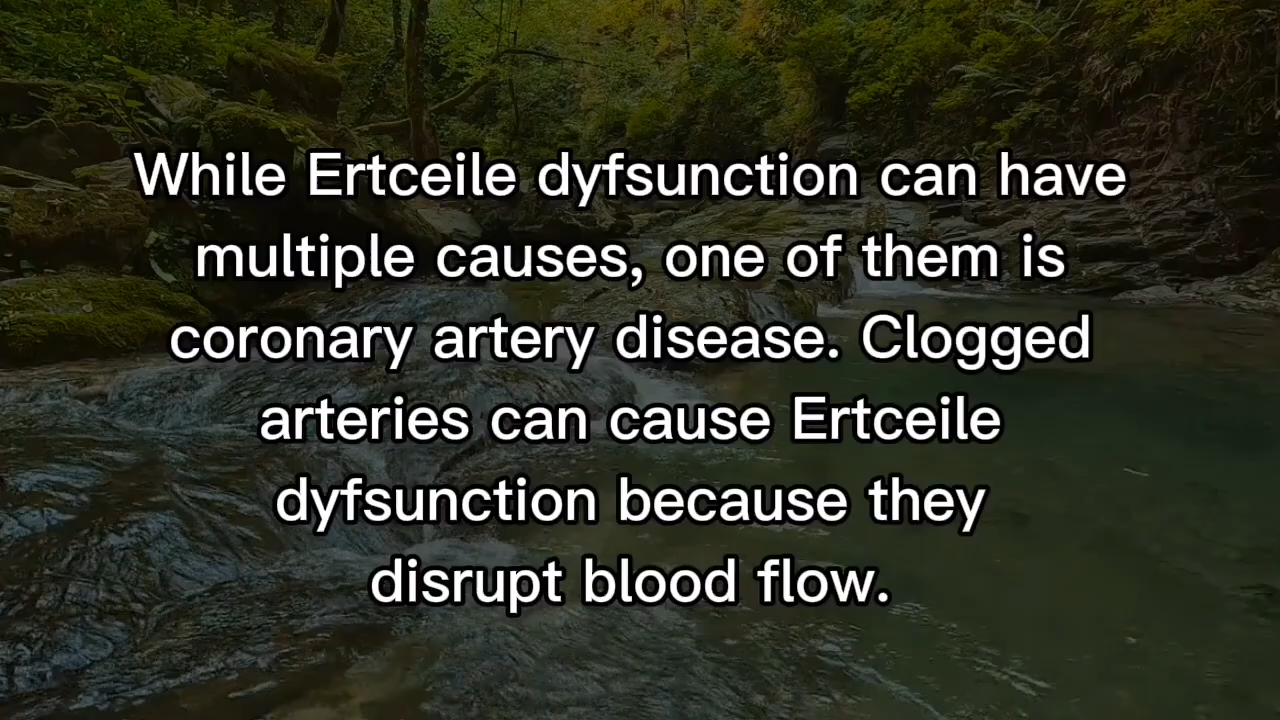 While Ertceile dyfsunction can have
multiple causes, one of them is
coronary artery disease. Clogged
arteries can cause Ertceile
dyfsunction because they
disrupt blood flow.